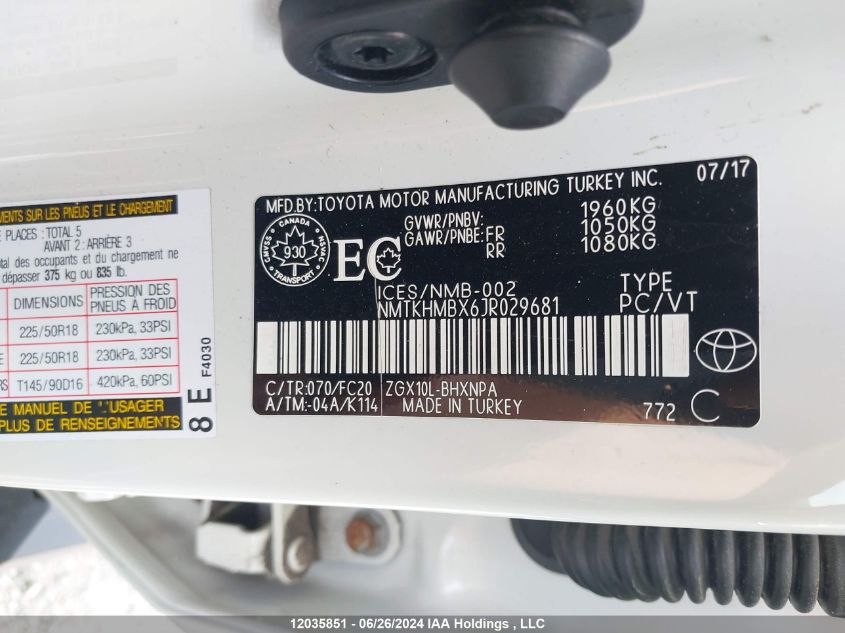 MENTS SUR LES PNEUS ET LE CHARGEMENT
E PLACES : TOTAL 5
AVANT 2 : ARRIÈRE 3
tal des occupants et du chargement ne
dépasser 375 kg ou 835 lb.
DIMENSIONS PRESSION DES PNEUS A FROID
225/50R18 230kPa, 33PSI
E 225/50R18 230kPa, 33PSI
RS T145/90D16 420kPa, 60PSI
E MANUEL DE L'USAGER
PLUS DE RENSEIGNEMENTS
8 E F4030
MFD.BY:TOYOTA MOTOR MANUFACTURING TURKEY INC. 07/17
GVWR/PNBV: 1960KG
GAWR/PNBE:FR 1050KG
RR 1080KG
CANADA
930
TRANSPORT
EC
ICES/NMB-002
NMTKHMBX6JR029681
TYPE
PC/VT
C/TR:070/FC20 ZGX10L-BHXNPA
A/TM:-04A/K114 MADE IN TURKEY 772 C
12035851 - 06/26/2024 IAA Holdings , LLC